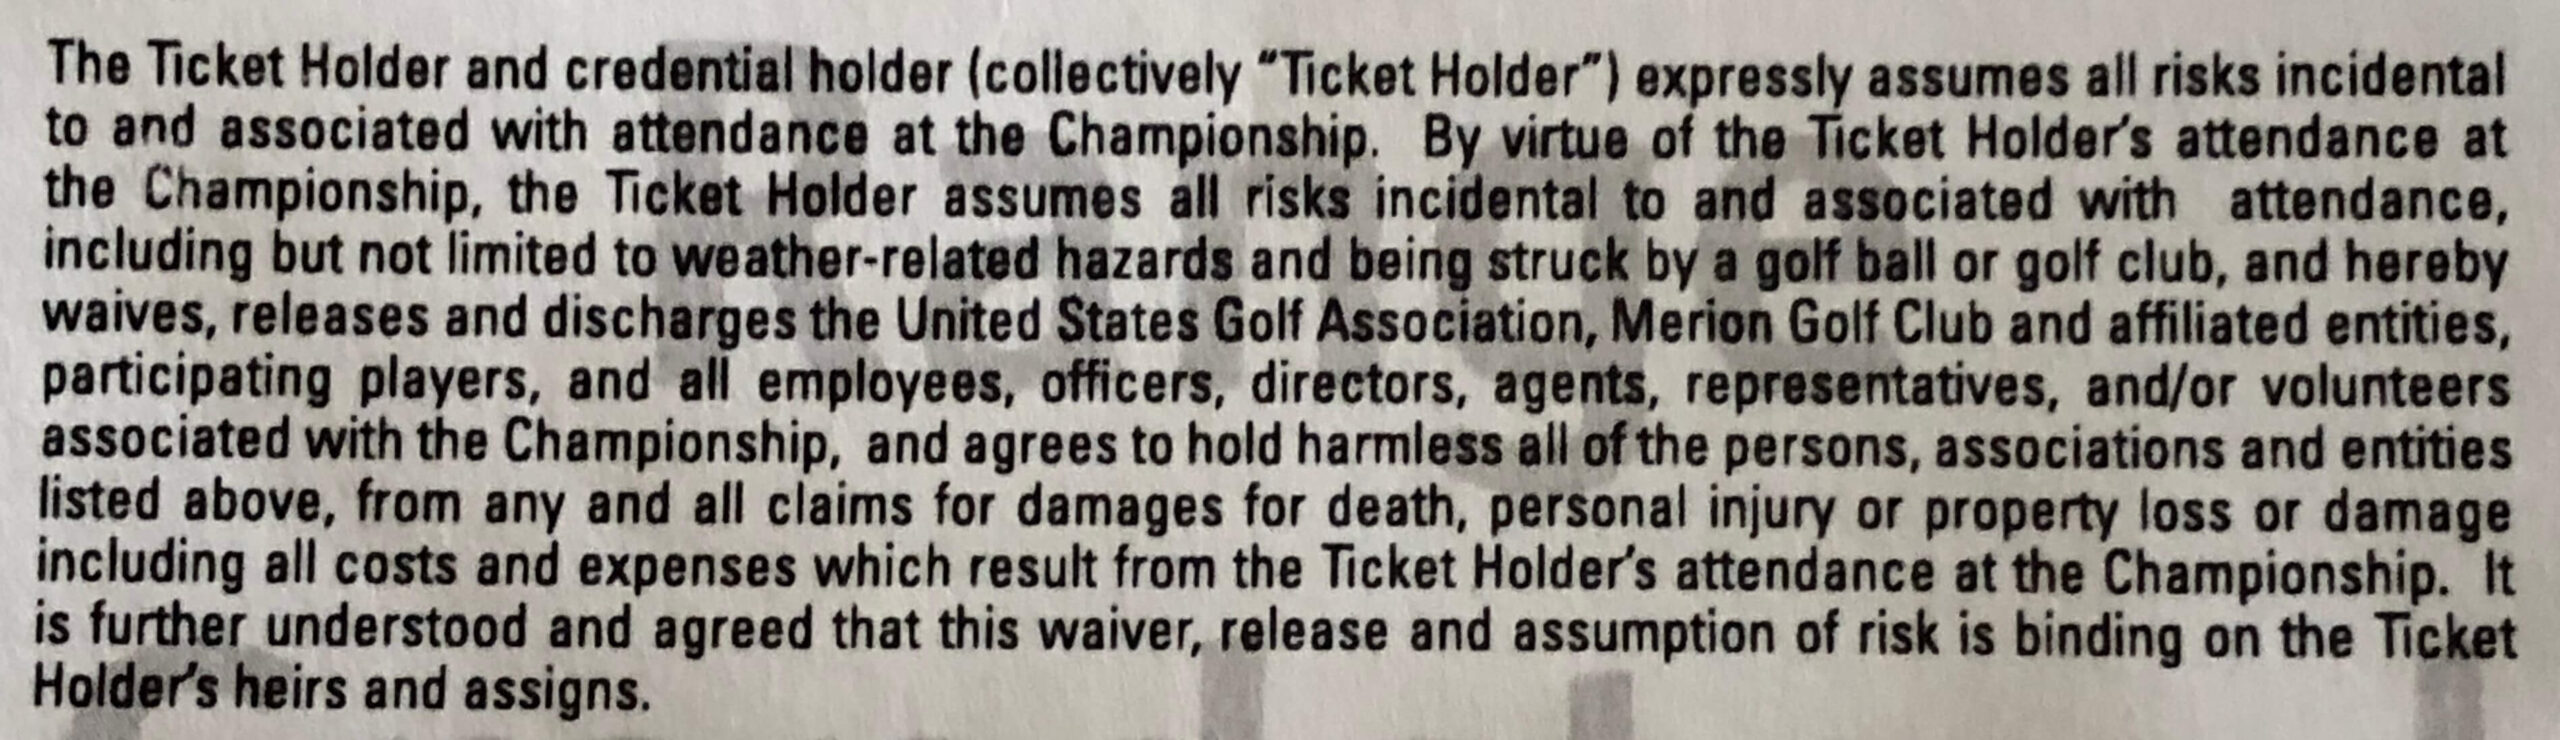 The Ticket Holder and credential holder (collectively “Ticket Holder”) expressly assumes all risks incidental
to and associated with attendance at the Championship. By virtue of the Ticket Holder's attendance at
the Championship, the Ticket Holder assumes all risks incidental to and associated with attendance,
including but not limited to weather-related hazards and being struck by a golf ball or golf club, and hereby
waives, releases and discharges the United States Golf Association, Merion Golf Club and affiliated entities,
participating players, and all employees, officers, directors, agents, representatives, and/or volunteers
associated with the Championship, and agrees to hold harmless all of the persons, associations and entities
listed above, from any and all claims for damages for death, personal injury or property loss or damage
including all costs and expenses which result from the Ticket Holder's attendance at the Championship. It
is further understood and agreed that this waiver, release and assumption of risk is binding on the Ticket
Holder's heirs and assigns.